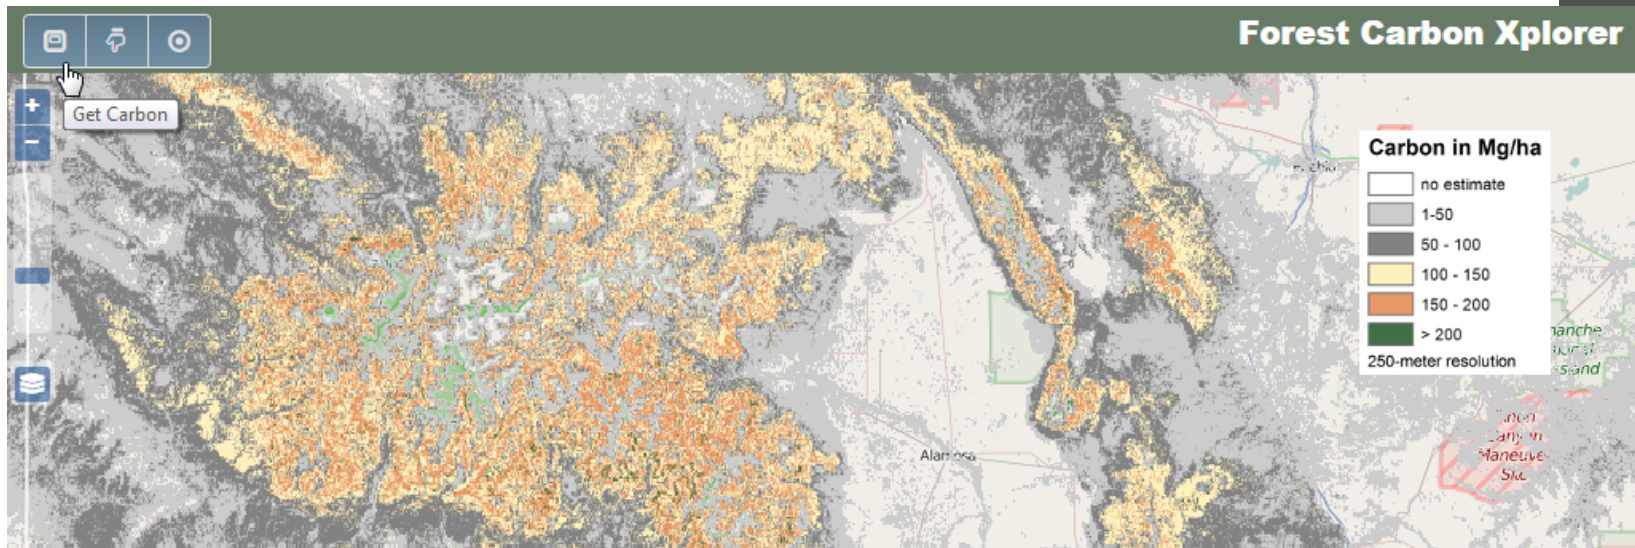 Forest Carbon Xplorer
Get Carbon
Carbon in Mg/ha
no estimate
1-50
50 - 100
100 - 150
150 - 200
> 200
250-meter resolution
Alamosa